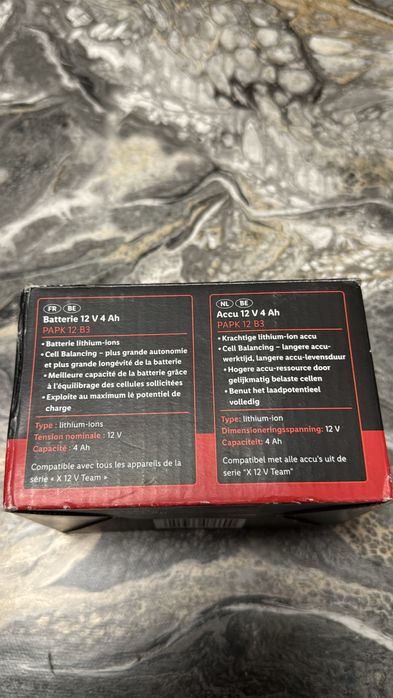 FR BE
Batterie 12 V 4 Ah
PAPK 12 B3
• Batterie lithium-ions
• Cell Balancing – plus grande autonomie
et plus grande longévité de la batterie
• Meilleure capacité de la batterie grâce
à l'équilibrage des cellules sollicitées
• Exploite au maximum le potentiel de
charge
Type : lithium-ions
Tension nominale : 12 V
Capacité : 4 Ah
Compatible avec tous les appareils de la
série « X 12 V Team »
NL BE
Accu 12 V 4 Ah
PAPK 12 B3
• Krachtige lithium-ion accu
• Cell Balancing – langere accu-
werktijd, langere accu-levensduur
• Hogere accu-ressource door
gelijkmatig belaste cellen
• Benut het laadpotentieel
volledig
Type: lithium-ion
Dimensioneringsspanning: 12 V
Capaciteit: 4 Ah
Compatibel met alle accu's uit de
serie "X 12 V Team"